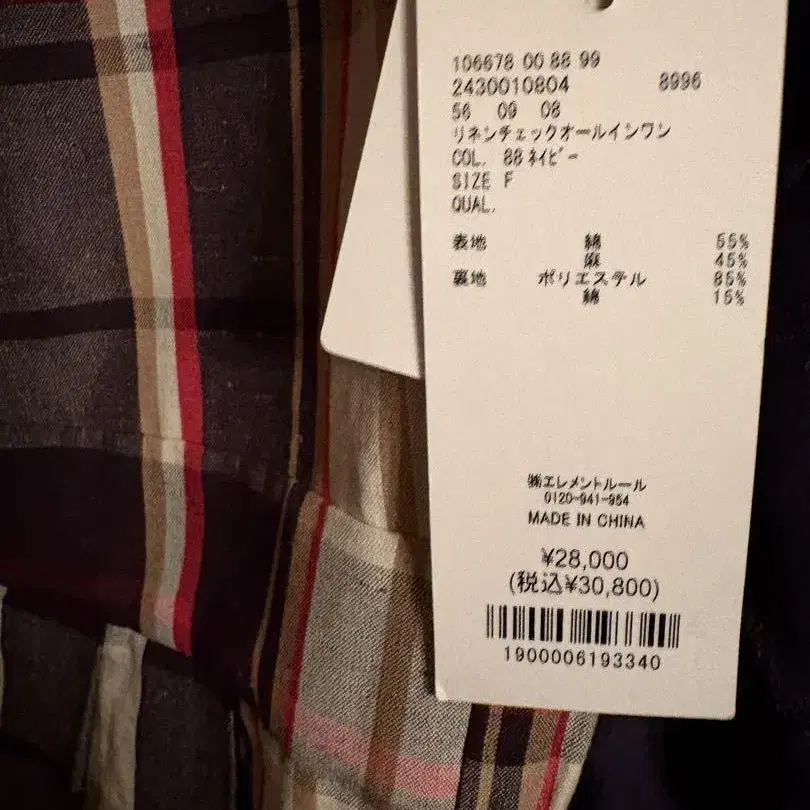 106678 00 88 99
2430010804 8996
56 09 08
リネンチェックオールインワン
COL. 88 ネイビー
SIZE F
QUAL.
表地 綿 55%
麻 45%
裏地 ポリエステル 85%
綿 15%
㈱エレメントルール
0120-941-954
MADE IN CHINA
¥28,000
(税込¥30,800)
1900006193340